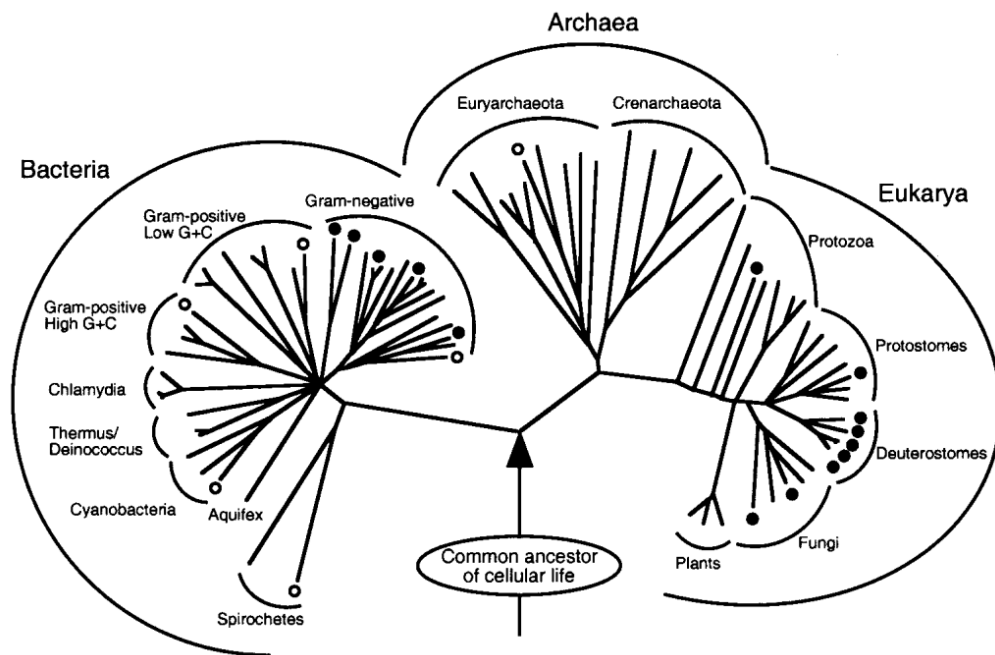 Archaea
Euryarchaeota
Crenarchaeota
Bacteria
Gram-negative
Gram-positive
Low G+C
Eukarya
Protozoa
Gram-positive
High G+C
Protostomes
Chlamydia
Thermus/
Deinococcus
Deuterostomes
Cyanobacteria
Aquifex
Fungi
Plants
Common ancestor
of cellular life
Spirochetes